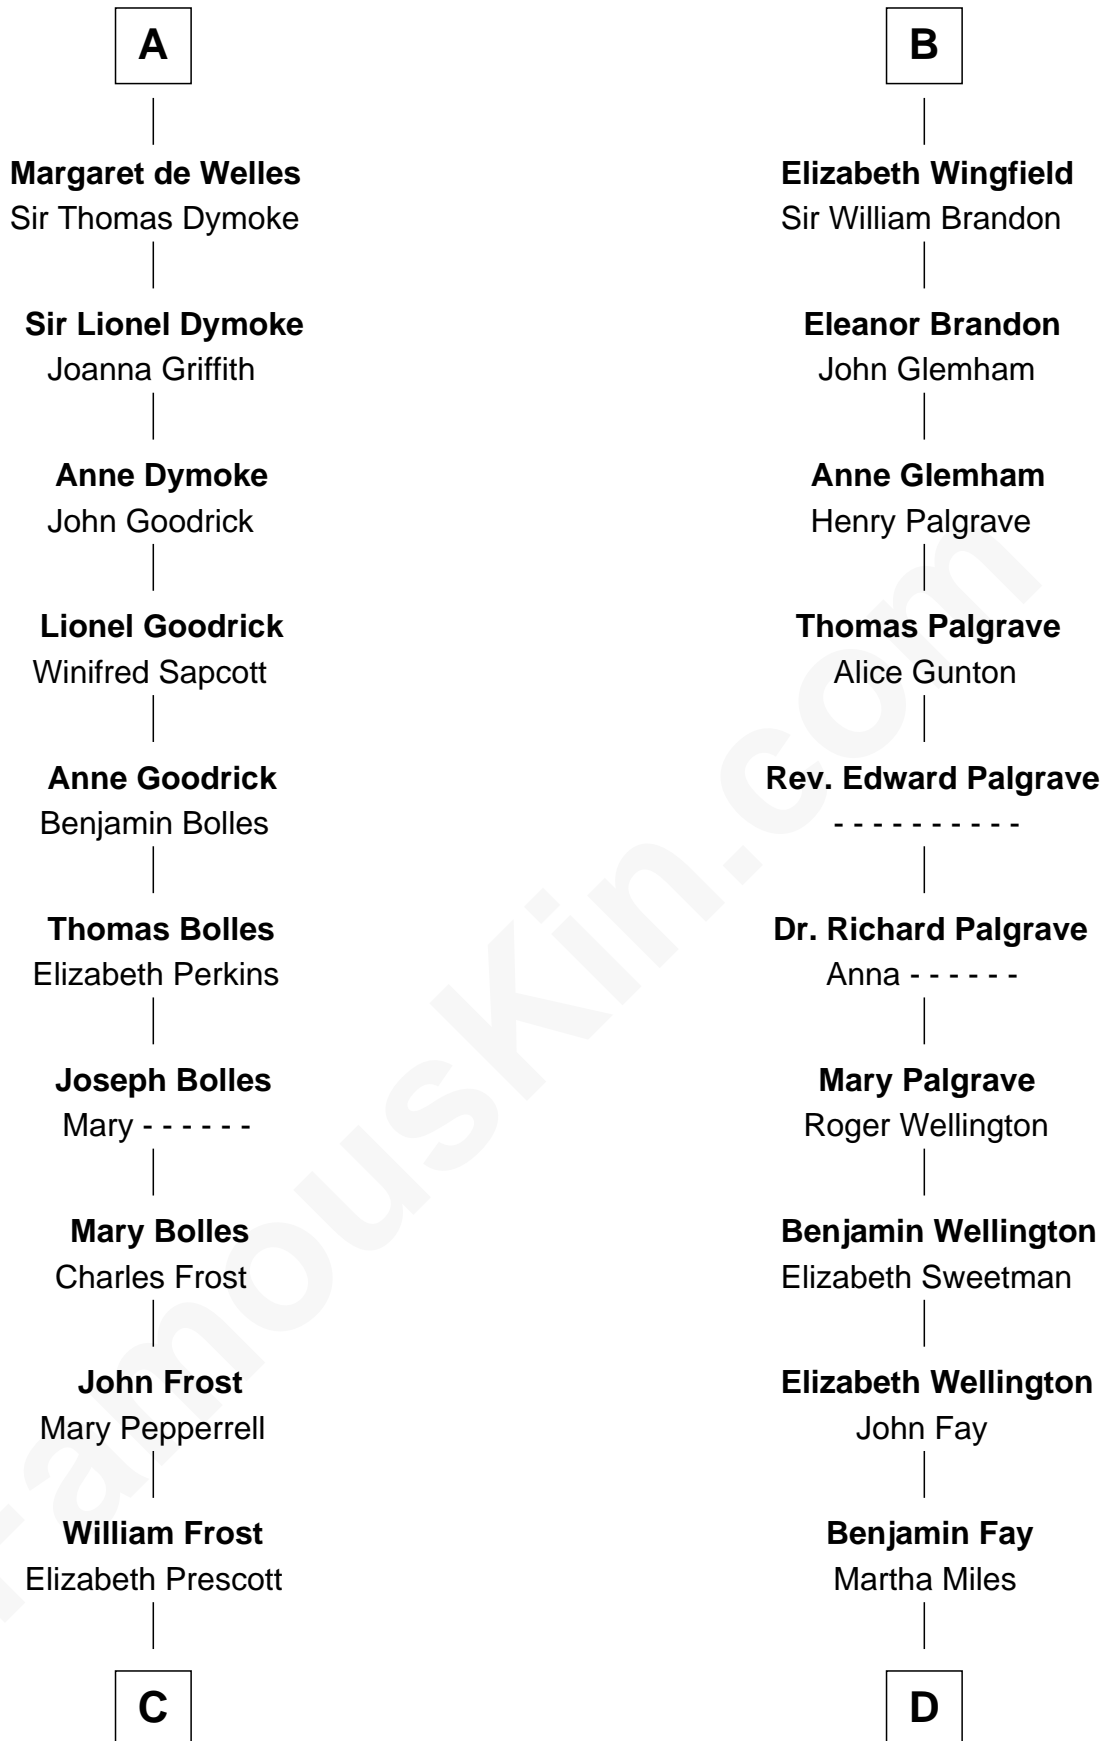 A
Margaret de Welles
Sir Thomas Dymoke
Sir Lionel Dymoke
Joanna Griffith
Anne Dymoke
John Goodrick
Lionel Goodrick
Winifred Sapcott
Anne Goodrick
Benjamin Bolles
Thomas Bolles
Elizabeth Perkins
Joseph Bolles
Mary - - - - - -
Mary Bolles
Charles Frost
John Frost
Mary Pepperrell
William Frost
Elizabeth Prescott
C
B
Elizabeth Wingfield
Sir William Brandon
Eleanor Brandon
John Glemham
Anne Glemham
Henry Palgrave
Thomas Palgrave
Alice Gunton
Rev. Edward Palgrave
- - - - - - - - - -
Dr. Richard Palgrave
Anna - - - - - -
Mary Palgrave
Roger Wellington
Benjamin Wellington
Elizabeth Sweetman
Elizabeth Wellington
John Fay
Benjamin Fay
Martha Miles
D
FamousKin.com